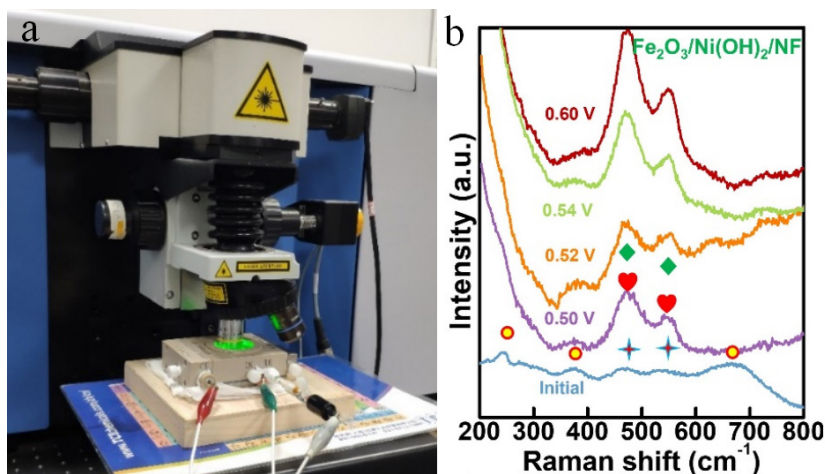 a
b
Fe₂O₃/Ni(OH)₂/NF
0.60 V
0.54 V
0.52 V
0.50 V
Initial
Intensity (a.u.)
200 300 400 500 600 700 800
Raman shift (cm⁻¹)